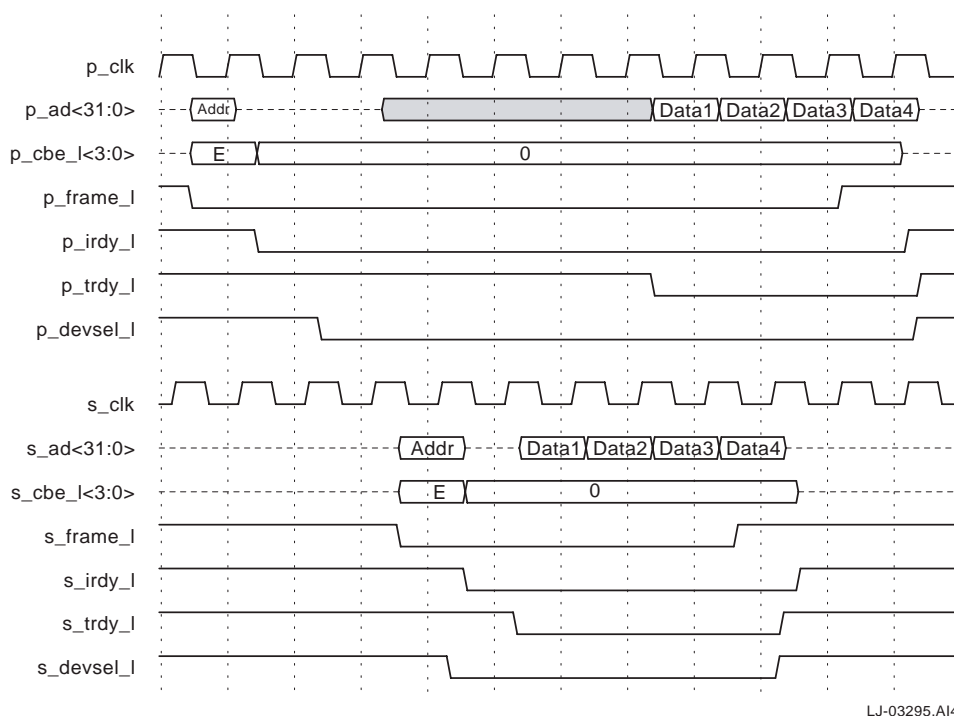 p_clk
p_ad<31:0> Addr Data1 Data2 Data3 Data4
p_cbe_l<3:0> E 0
p_frame_l
p_irdy_l
p_trdy_l
p_devsel_l
s_clk
s_ad<31:0> Addr Data1 Data2 Data3 Data4
s_cbe_l<3:0> E 0
s_frame_l
s_irdy_l
s_trdy_l
s_devsel_l
LJ-03295.AI4